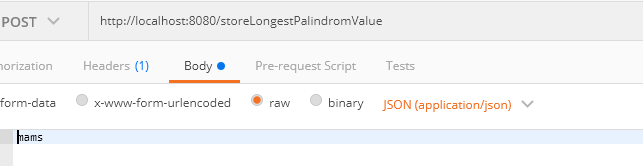 POST http://localhost:8080/storeLongestPalindromValue
norization Headers (1) Body Pre-request Script Tests
form-data x-www-form-urlencoded raw binary JSON (application/json)
mams